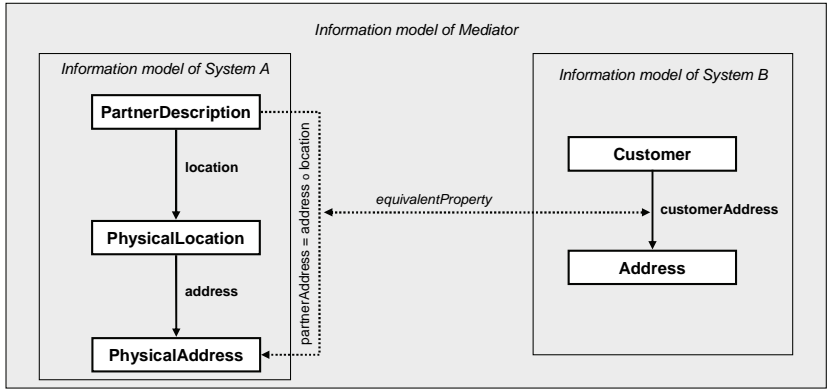 Information model of Mediator
Information model of System A
PartnerDescription
location
PhysicalLocation
address
PhysicalAddress
partnerAddress = address o location
equivalentProperty
Information model of System B
Customer
customerAddress
Address